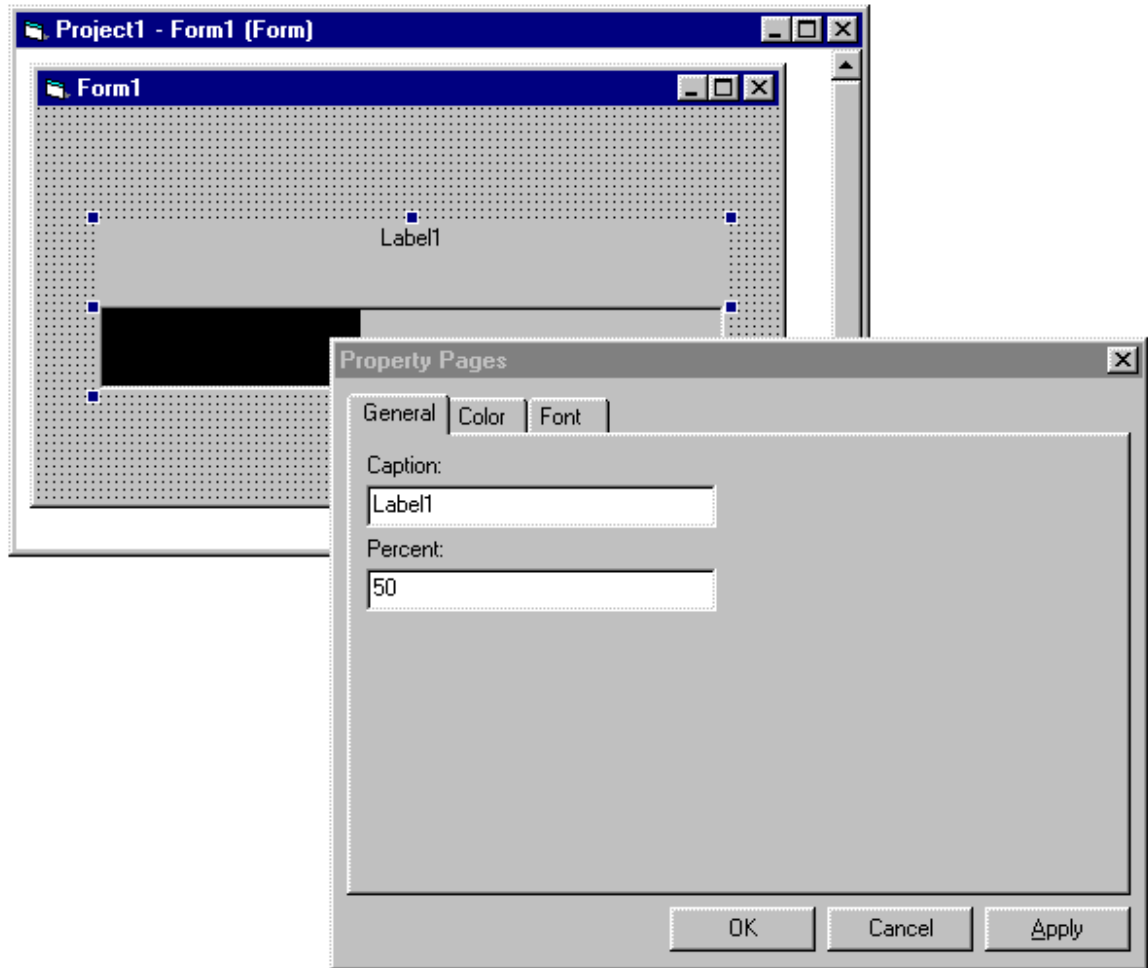 Project1 - Form1 (Form)
Form1
Label1
Property Pages
General Color Font
Caption:
Label1
Percent:
50
OK Cancel Apply